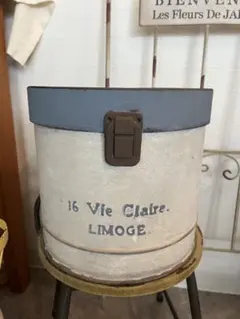 BIENVEN
Les Fleurs De JA
16 Vie Claire.
LIMOGE